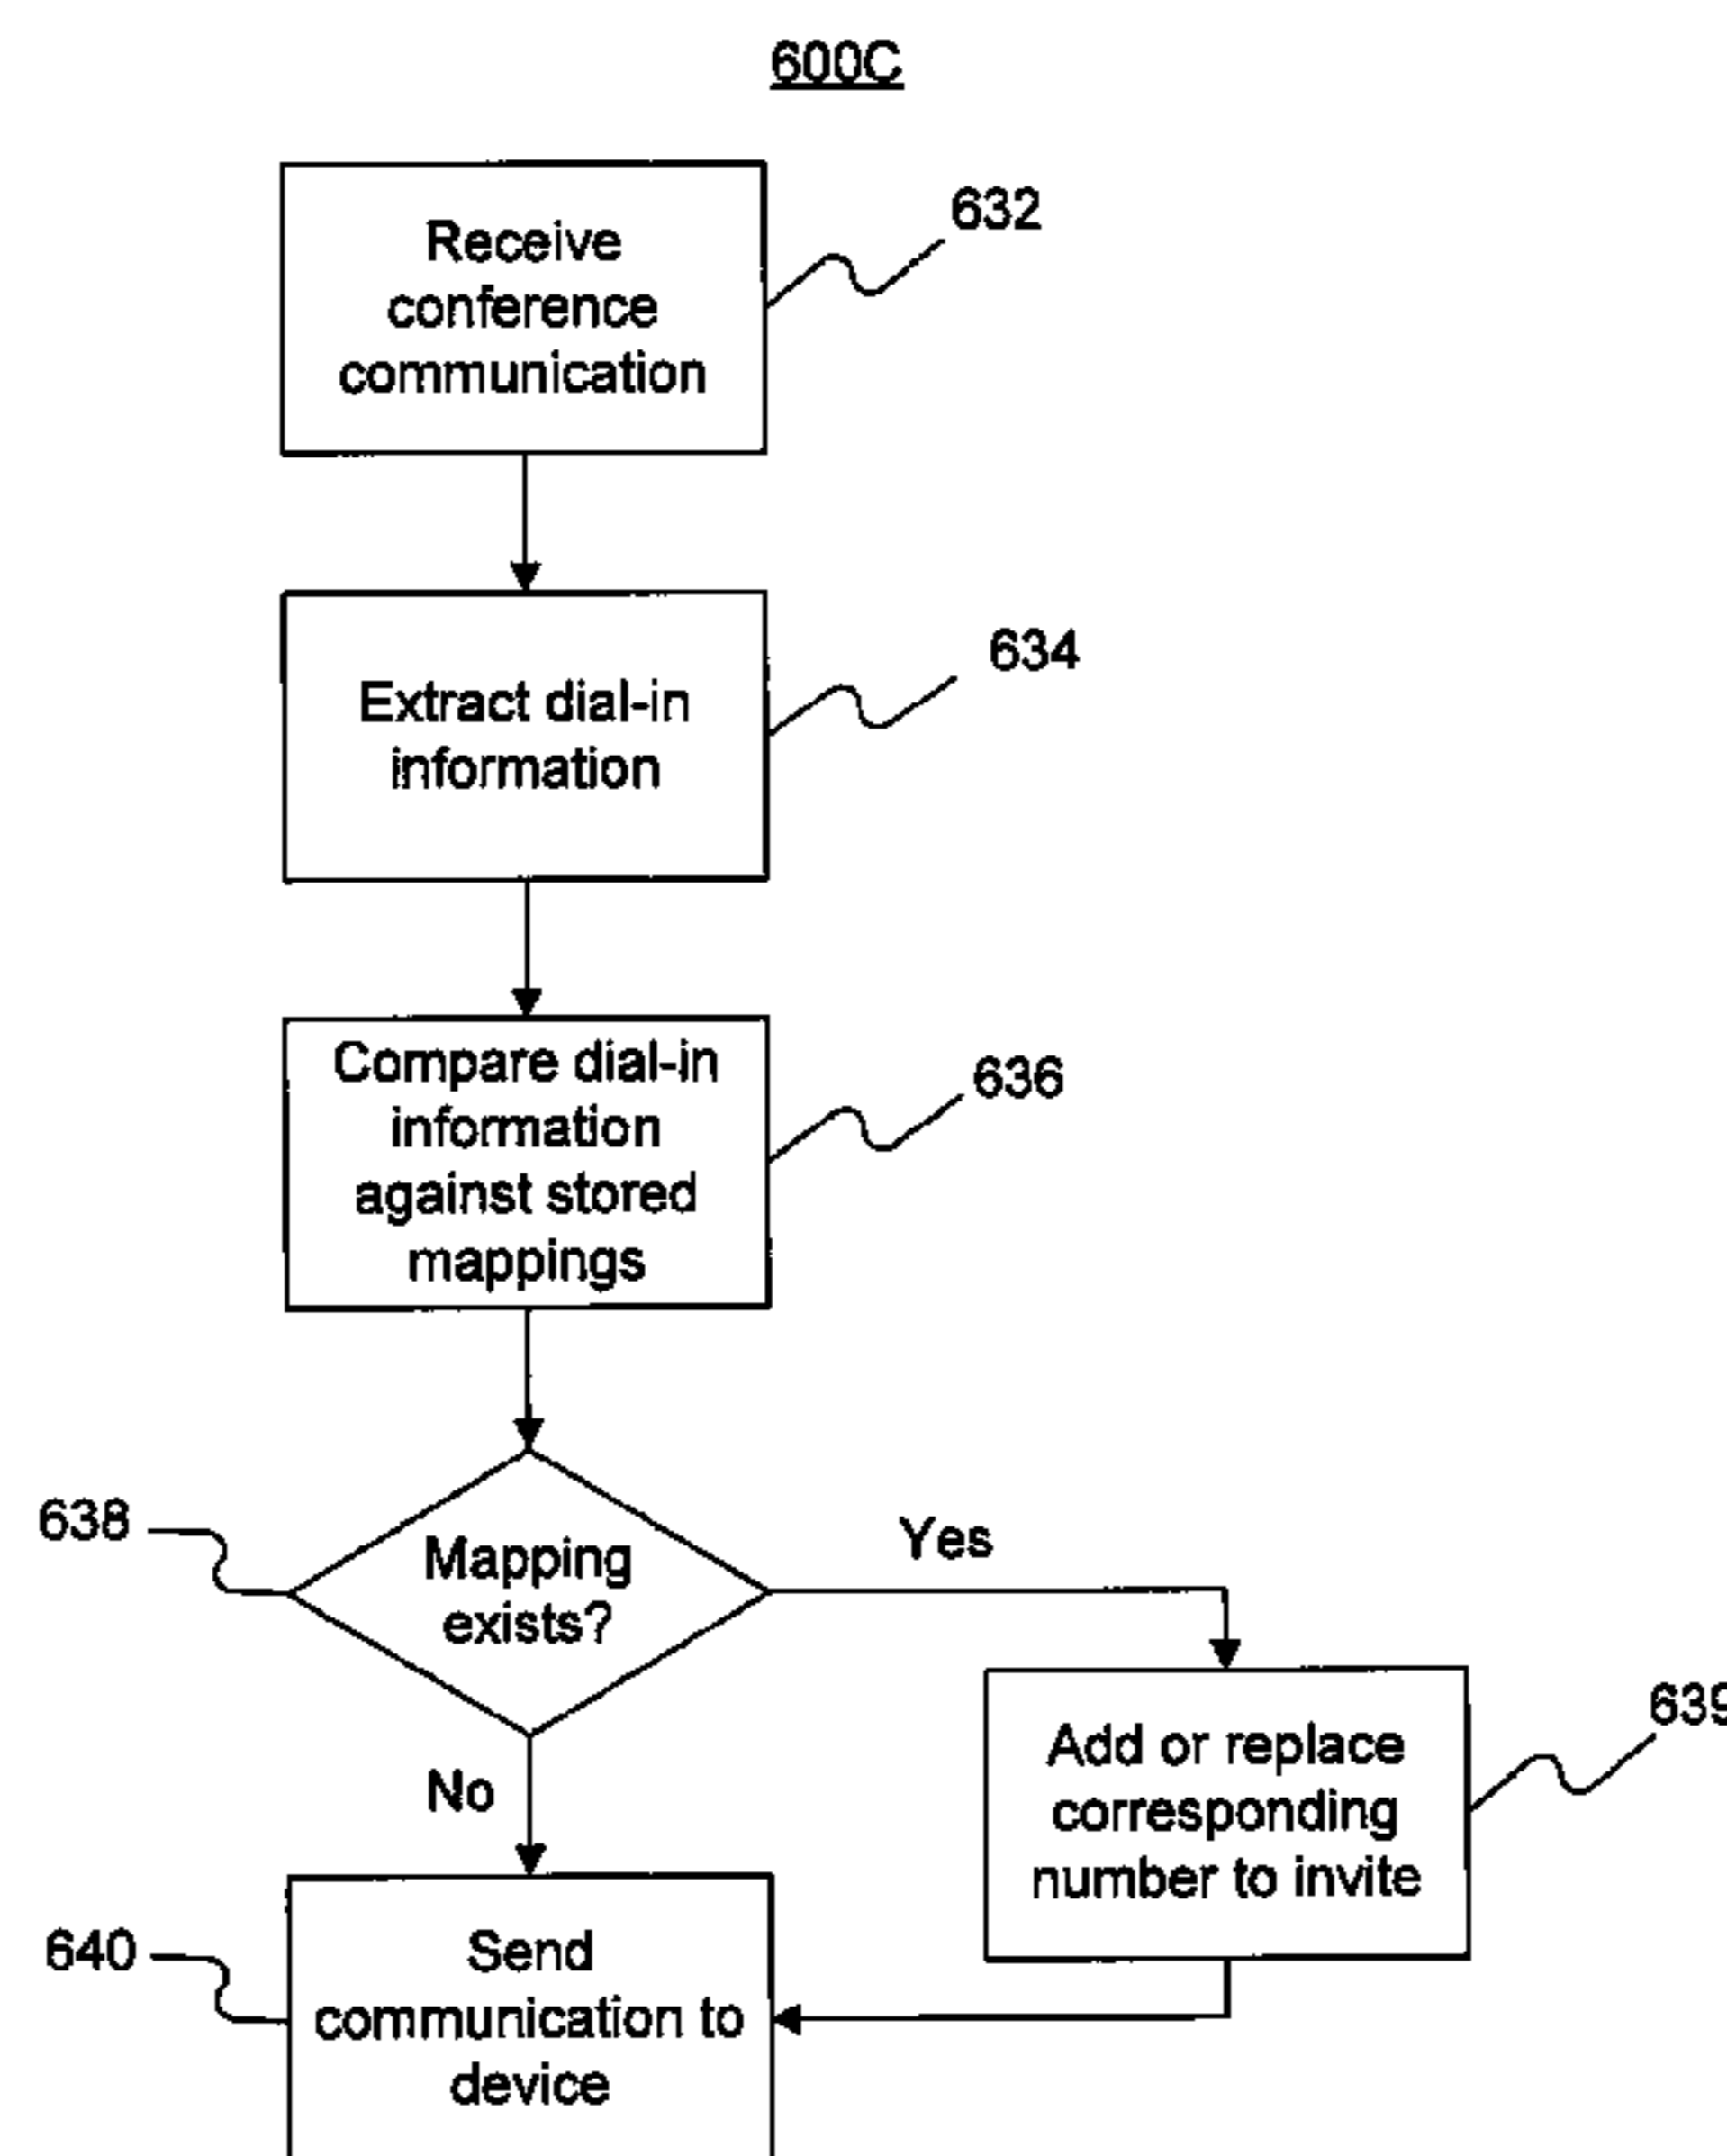 600C
Receive
conference
communication
632
Extract dial-in
information
634
Compare dial-in
information
against stored
mappings
636
638
Mapping
exists?
Yes
No
Add or replace
corresponding
number to invite
639
640
Send
communication to
device